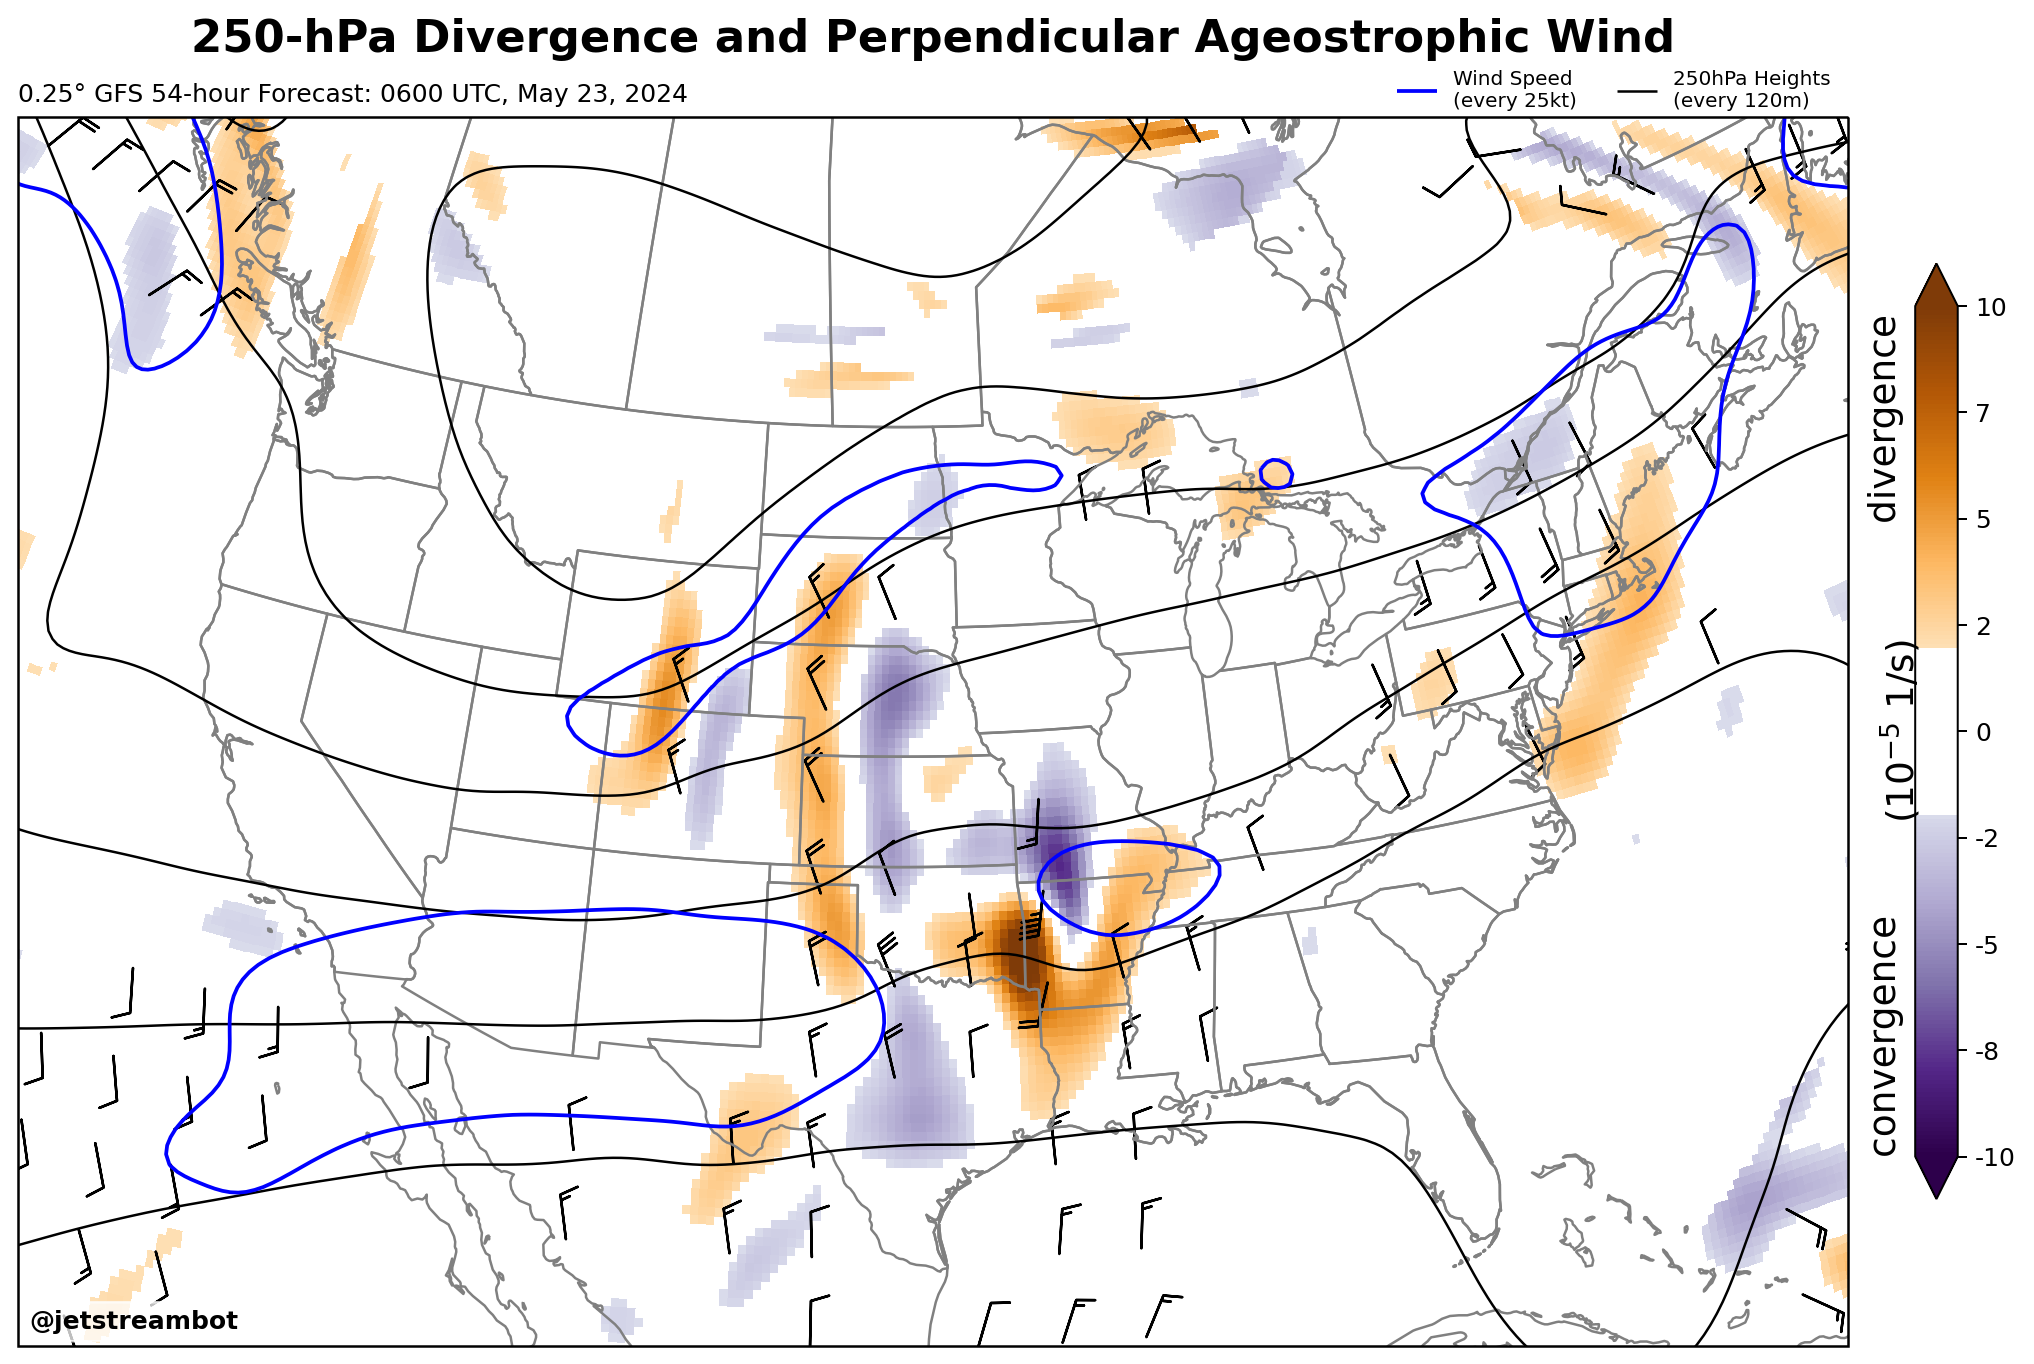 250-hPa Divergence and Perpendicular Ageostrophic Wind
0.25° GFS 54-hour Forecast: 0600 UTC, May 23, 2024
Wind Speed
(every 25kt)
250hPa Heights
(every 120m)
divergence
(10⁻⁵ 1/s)
convergence
10
7
5
2
0
-2
-5
-8
-10
@jetstreambot